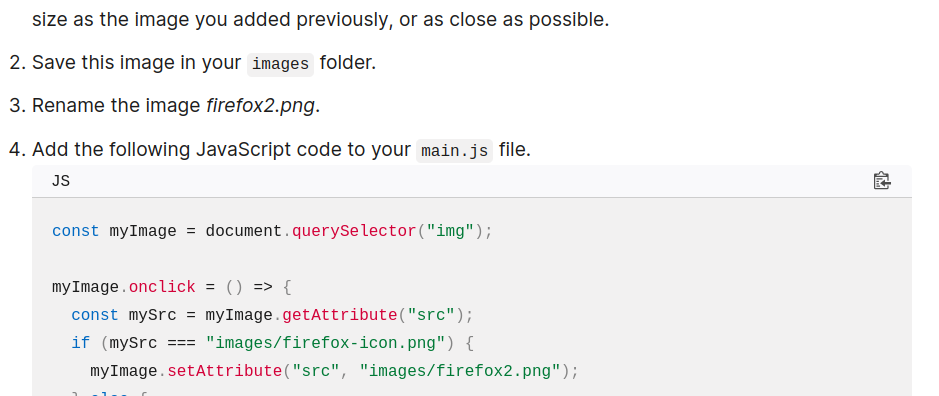 size as the image you added previously, or as close as possible.
2. Save this image in your images folder.
3. Rename the image firefox2.png.
4. Add the following JavaScript code to your main.js file.
JS
const myImage = document.querySelector("img");
myImage.onclick = () => {
const mySrc = myImage.getAttribute("src");
if (mySrc === "images/firefox-icon.png") {
myImage.setAttribute("src", "images/firefox2.png");
} else {